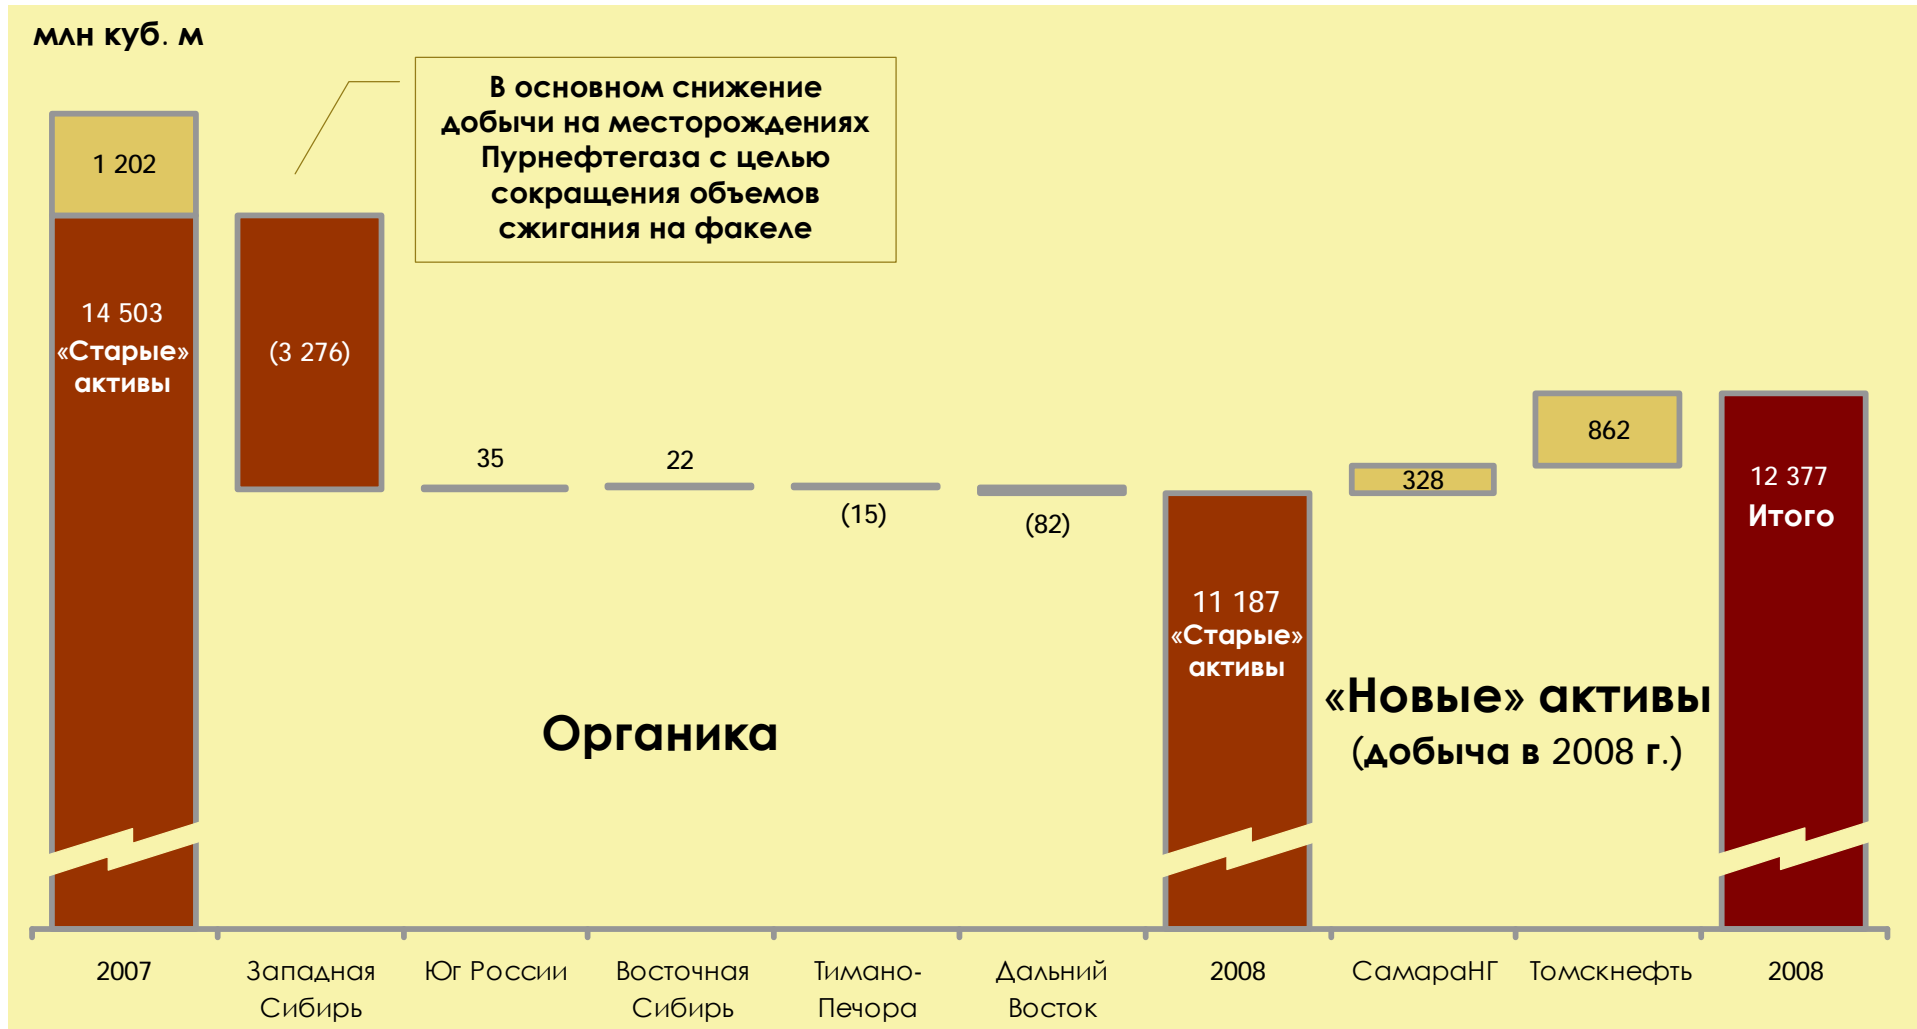 млн куб. м
В основном снижение
добычи на месторождениях
Пурнефтегаза с целью
сокращения объемов
сжигания на факеле
1 202
14 503
«Старые»
активы
(3 276)
35
22
(15)
(82)
11 187
«Старые»
активы
328
862
12 377
Итого
Органика
«Новые» активы
(добыча в 2008 г.)
2007
Западная
Сибирь
Юг России
Восточная
Сибирь
Тимано-
Печора
Дальний
Восток
2008
СамараНГ
Томскнефть
2008